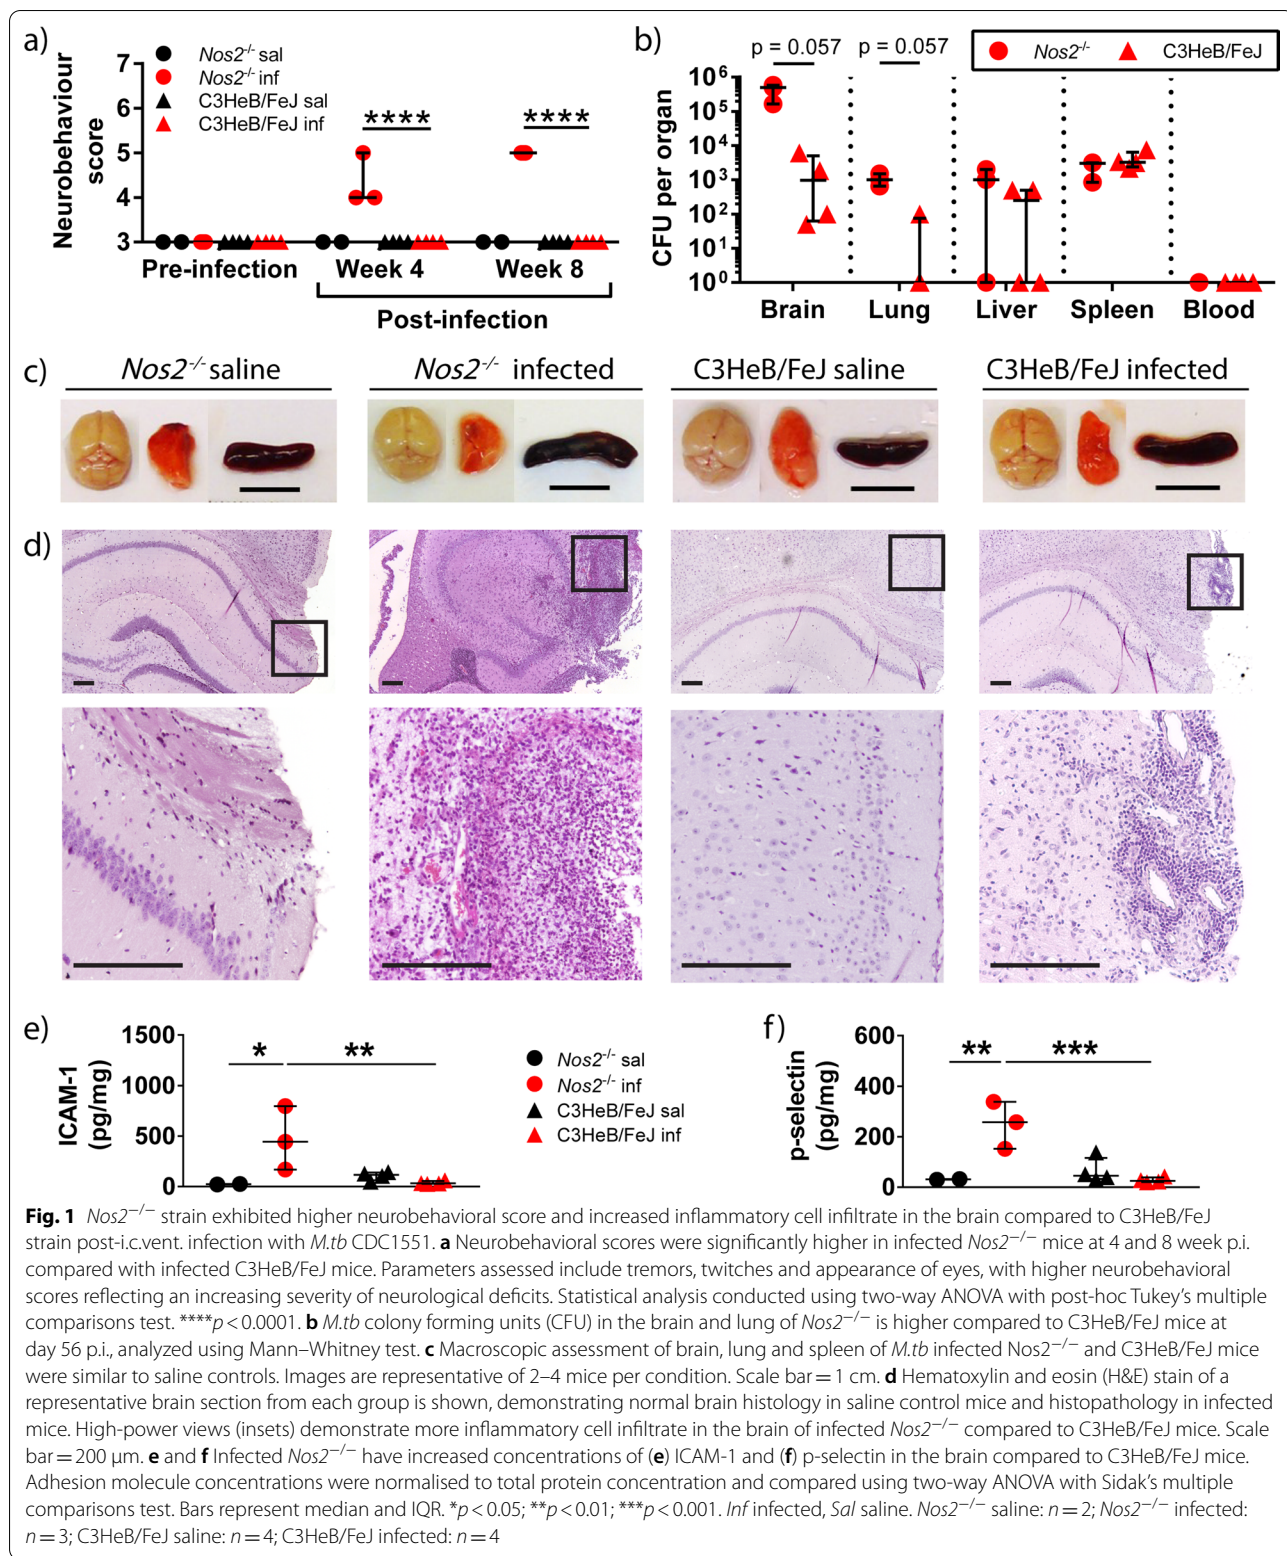 a)
Nos2-/- sal
Nos2-/- inf
C3HeB/FeJ sal
C3HeB/FeJ inf
Neurobehaviour
score
7
6
5
4
3
****
****
Pre-infection Week 4 Week 8
Post-infection
b)
p = 0.057
p = 0.057
Nos2-/- C3HeB/FeJ
CFU per organ
10^6
10^5
10^4
10^3
10^2
10^1
10^0
Brain Lung Liver Spleen Blood
c)
Nos2-/- saline Nos2-/- infected C3HeB/FeJ saline C3HeB/FeJ infected
d)
e)
ICAM-1
(pg/mg)
1500
1000
500
0
* **
Nos2-/- sal
Nos2-/- inf
C3HeB/FeJ sal
C3HeB/FeJ inf
f)
p-selectin
(pg/mg)
600
400
200
0
** ***
Fig. 1 Nos2−/− strain exhibited higher neurobehavioral score and increased inflammatory cell infiltrate in the brain compared to C3HeB/FeJ
strain post-i.c.vent. infection with M.tb CDC1551. a Neurobehavioral scores were significantly higher in infected Nos2−/− mice at 4 and 8 week p.i.
compared with infected C3HeB/FeJ mice. Parameters assessed include tremors, twitches and appearance of eyes, with higher neurobehavioral
scores reflecting an increasing severity of neurological deficits. Statistical analysis conducted using two-way ANOVA with post-hoc Tukey's multiple
comparisons test. ****p < 0.0001. b M.tb colony forming units (CFU) in the brain and lung of Nos2−/− is higher compared to C3HeB/FeJ mice at
day 56 p.i., analyzed using Mann–Whitney test. c Macroscopic assessment of brain, lung and spleen of M.tb infected Nos2−/− and C3HeB/FeJ mice
were similar to saline controls. Images are representative of 2–4 mice per condition. Scale bar = 1 cm. d Hematoxylin and eosin (H&E) stain of a
representative brain section from each group is shown, demonstrating normal brain histology in saline control mice and histopathology in infected
mice. High-power views (insets) demonstrate more inflammatory cell infiltrate in the brain of infected Nos2−/− compared to C3HeB/FeJ mice. Scale
bar = 200 μm. e and f Infected Nos2−/− have increased concentrations of (e) ICAM-1 and (f) p-selectin in the brain compared to C3HeB/FeJ mice.
Adhesion molecule concentrations were normalised to total protein concentration and compared using two-way ANOVA with Sidak's multiple
comparisons test. Bars represent median and IQR. *p < 0.05; **p < 0.01; ***p < 0.001. Inf infected, Sal saline. Nos2−/− saline: n = 2; Nos2−/− infected:
n = 3; C3HeB/FeJ saline: n = 4; C3HeB/FeJ infected: n = 4